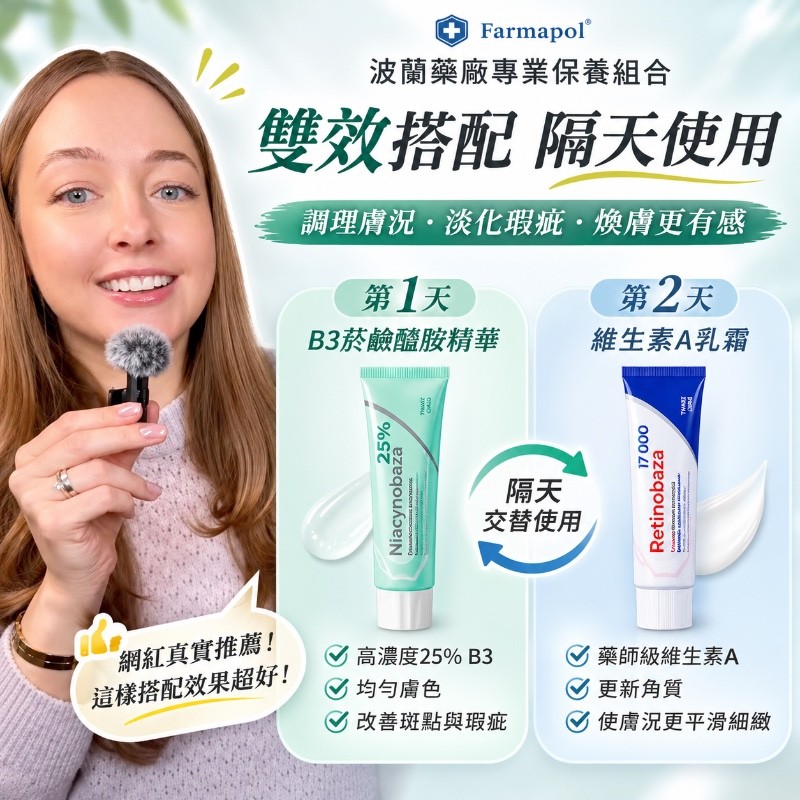 Farmapol®
波蘭藥廠專業保養組合
雙效搭配 隔天使用
調理膚況・淡化瑕疵・煥膚更有感
第1天
B3菸鹼醯胺精華
25%
Niacynobaza
第2天
維生素A乳霜
17 000
Retinobaza
隔天
交替使用
網紅真實推薦！
這樣搭配效果超好！
高濃度25% B3
均勻膚色
改善斑點與瑕疵
藥師級維生素A
更新角質
使膚況更平滑細緻